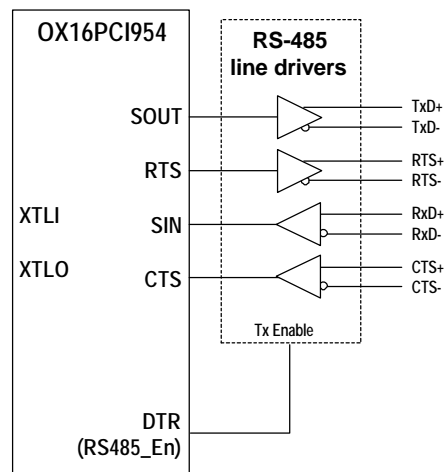 OX16PCI954
RS-485
line drivers
SOUT
TxD+
TxD-
RTS
RTS+
RTS-
XTLI
SIN
RxD+
RxD-
XTLO
CTS
CTS+
CTS-
Tx Enable
DTR
(RS485_En)